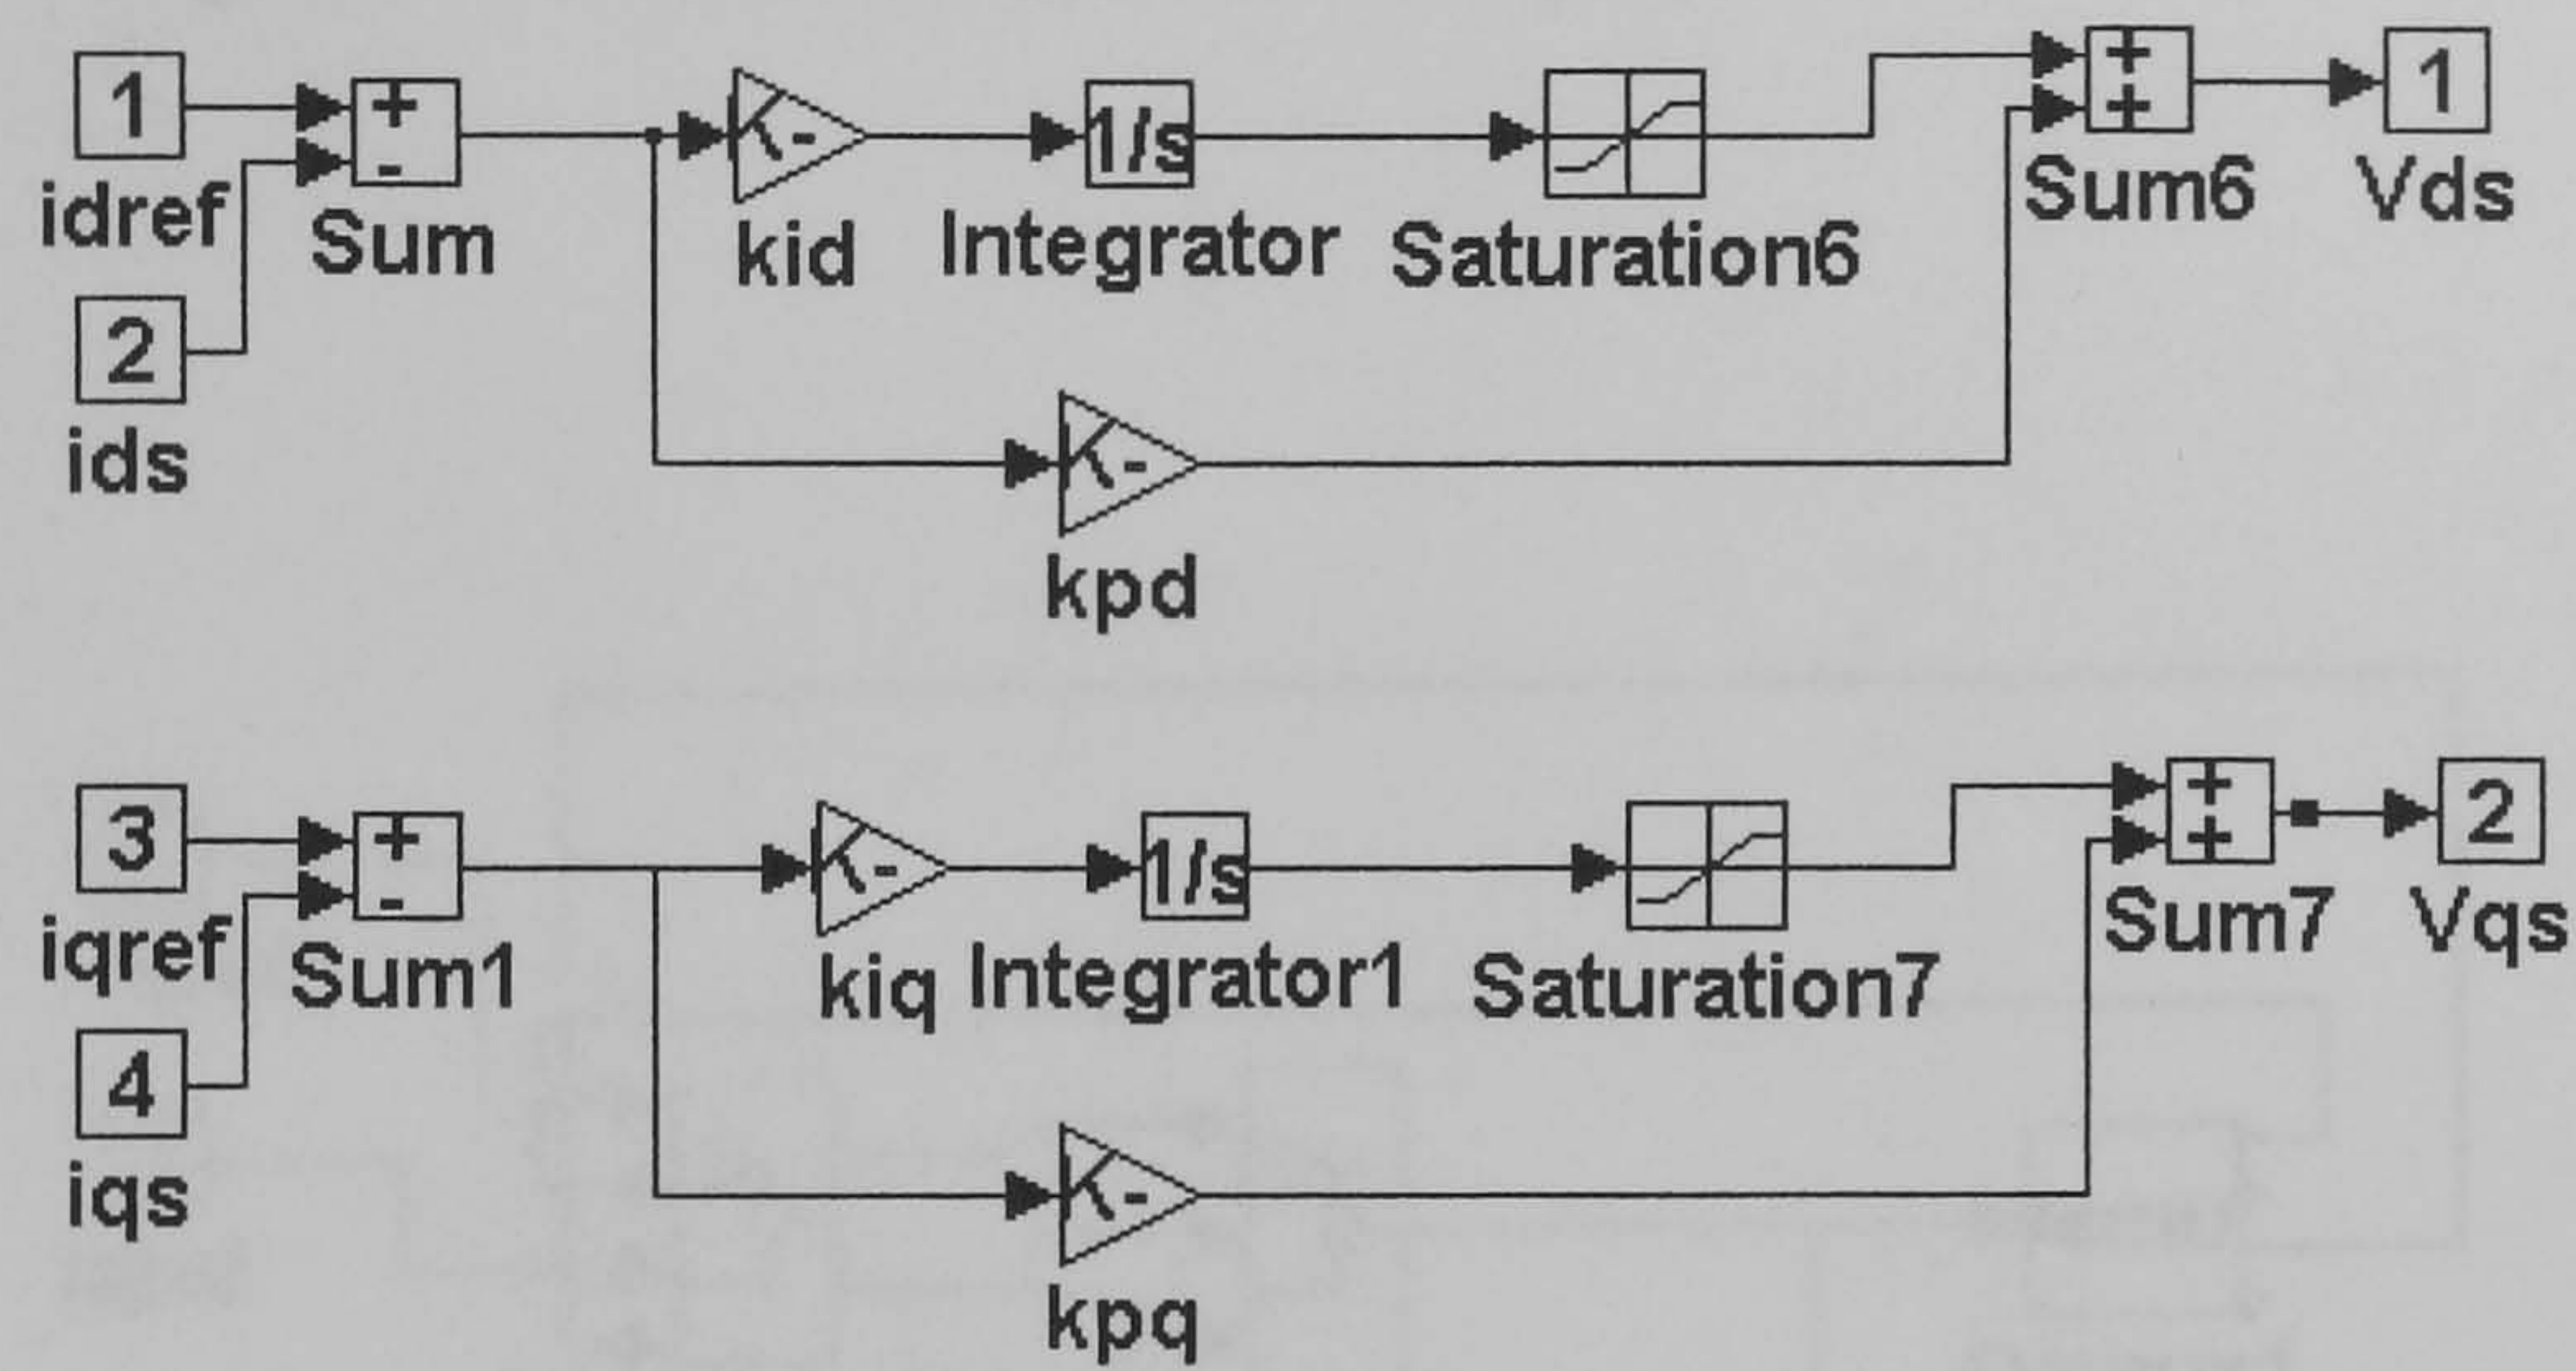 1
+
-
idref
Sum
2
ids
K-
kid
1/s
Integrator
Saturation6
+
+
Sum6
1
Vds
K-
kpd
3
+
-
iqref
Sum1
4
iqs
K-
kiq
1/s
Integrator1
Saturation7
+
+
Sum7
2
Vqs
K-
kpq